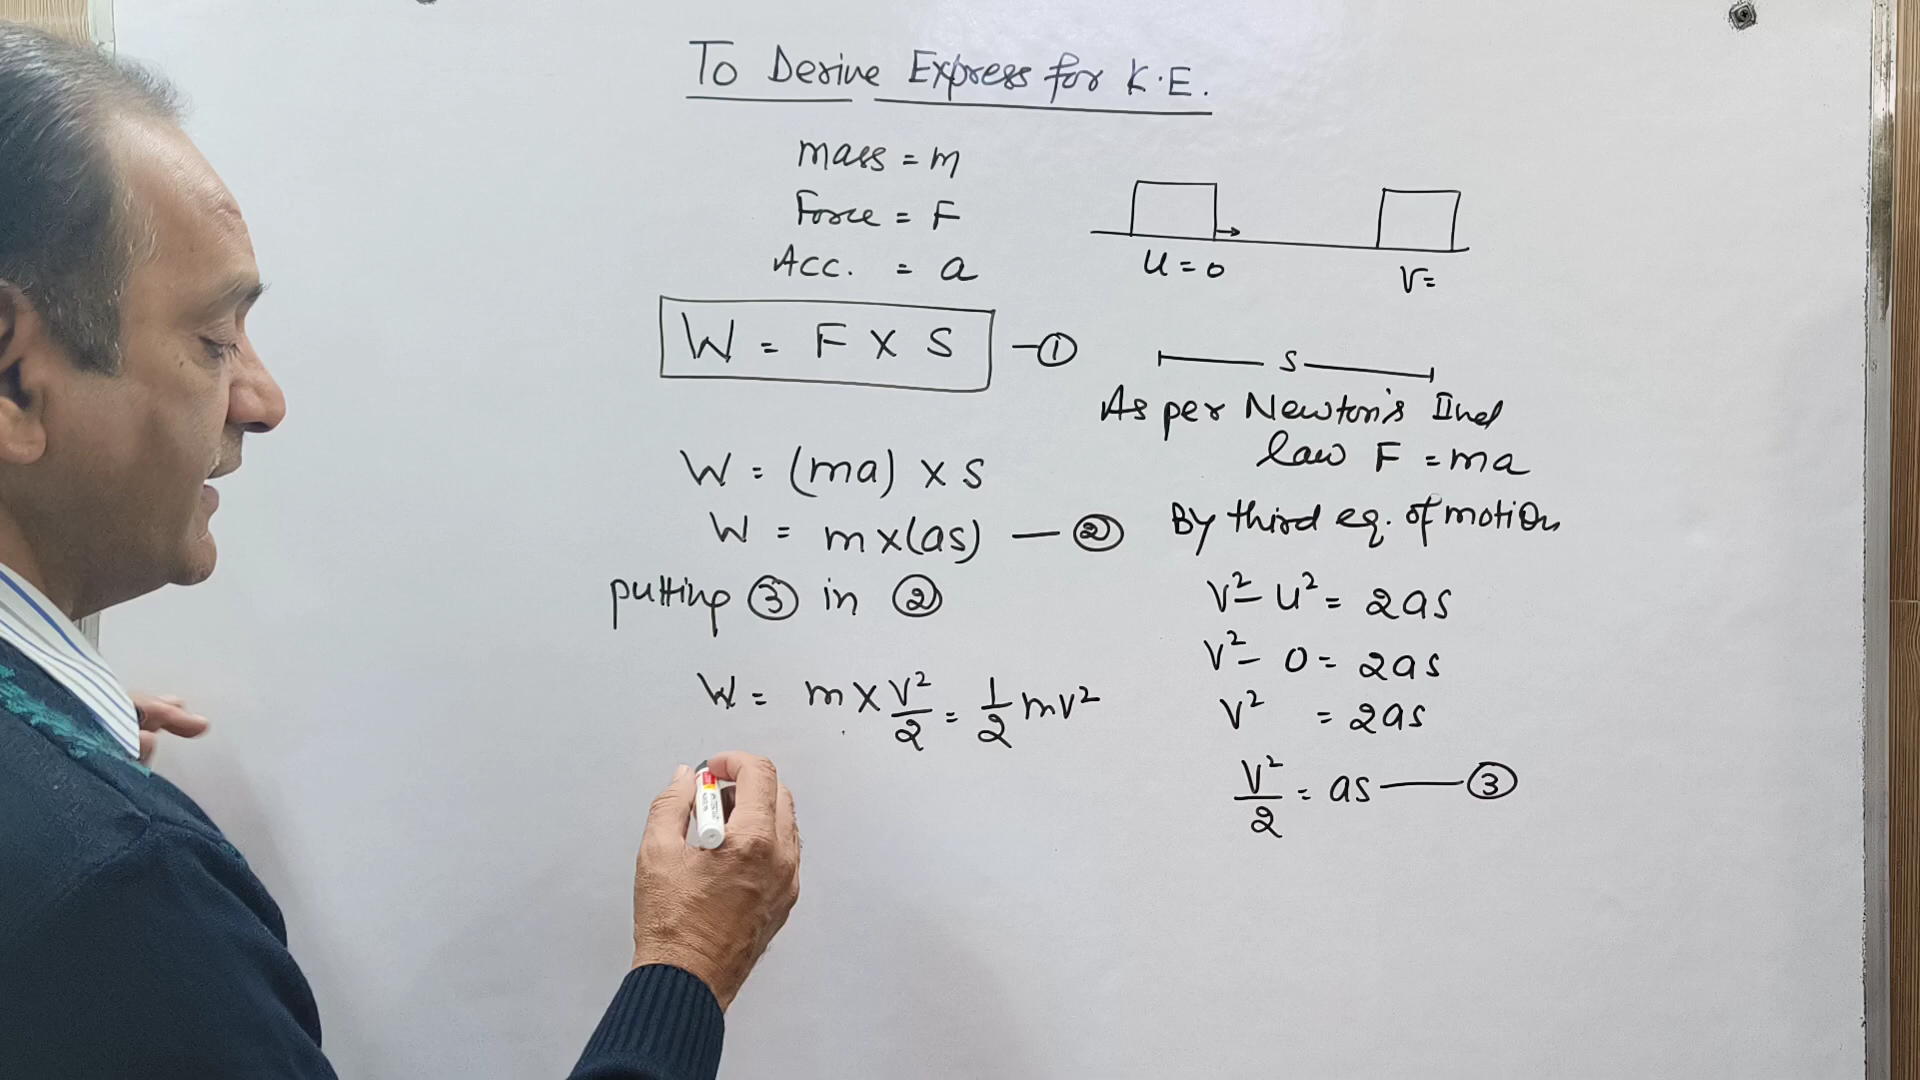 To Derive Express for K.E.
mass = m
Force = F
Acc. = a
U = 0
V =
W = F X S — ①
S
As per Newton's IInd
law F = ma
W = (ma) x S
W = m x (as) — ②
By third eq. of motion
putting ③ in ②
V² - U² = 2as
V² - 0 = 2as
V² = 2as
V²/2 = as — ③
W = m x V²/2 = 1/2 mv²